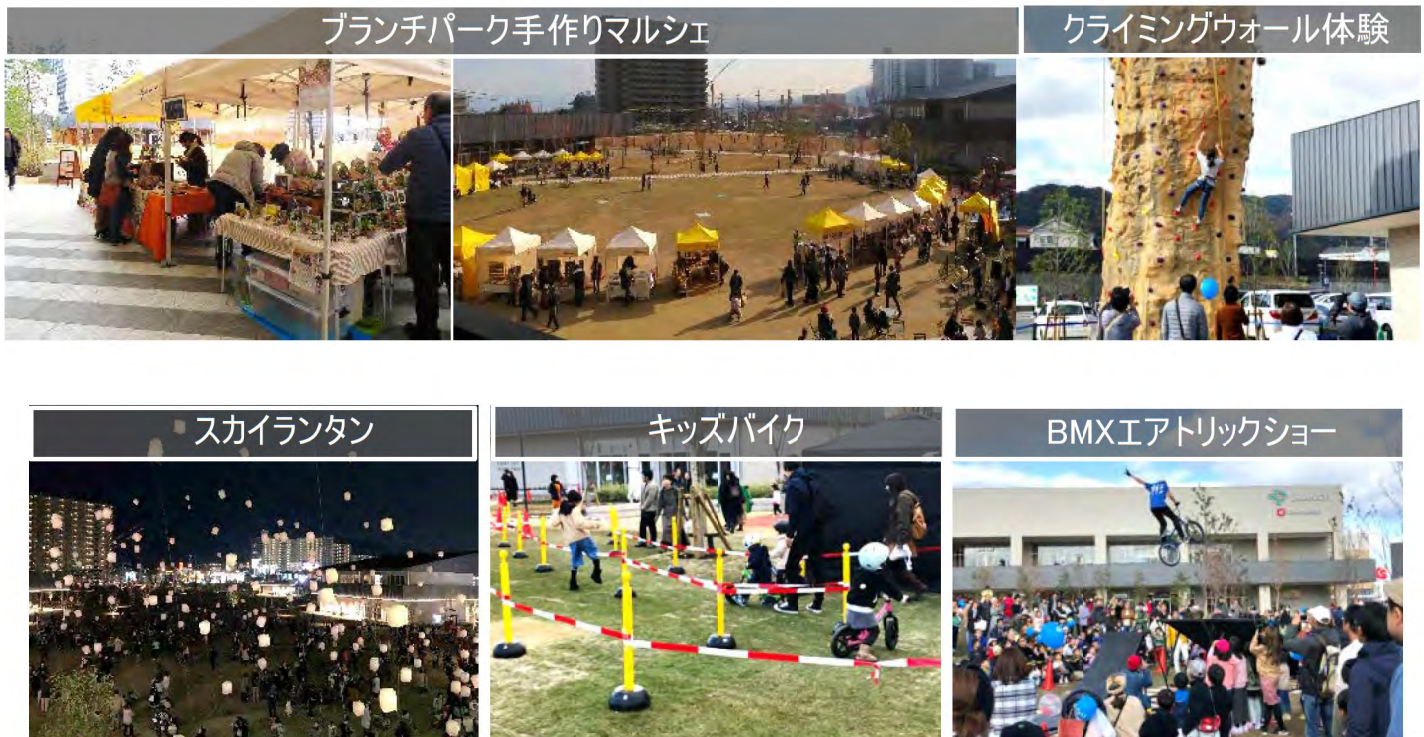 ブランチパーク手作りマルシェ
クライミングウォール体験
スカイランタン
キッズバイク
BMXエアトリックショー